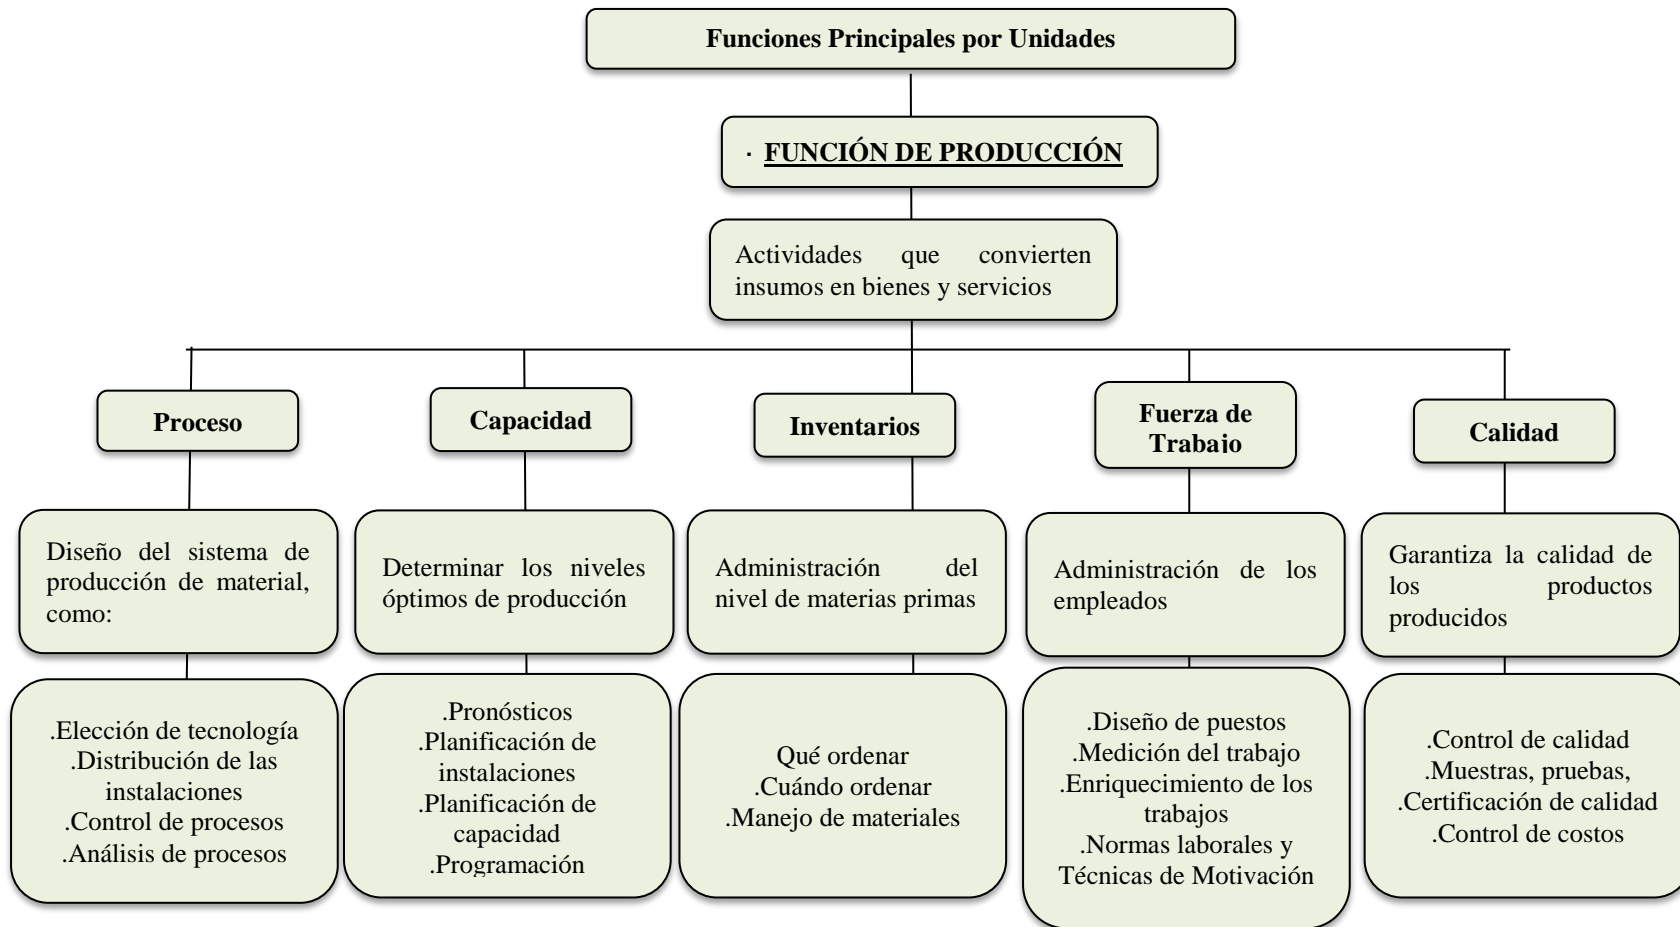 Funciones Principales por Unidades
· FUNCIÓN DE PRODUCCIÓN
Actividades que convierten
insumos en bienes y servicios
Proceso
Diseño del sistema de
producción de material,
como:
.Elección de tecnología
.Distribución de las
instalaciones
.Control de procesos
.Análisis de procesos
Capacidad
Determinar los niveles
óptimos de producción
.Pronósticos
.Planificación de
instalaciones
.Planificación de
capacidad
.Programación
Inventarios
Administración del
nivel de materias primas
Qué ordenar
.Cuándo ordenar
.Manejo de materiales
Fuerza de
Trabajo
Administración de los
empleados
.Diseño de puestos
.Medición del trabajo
.Enriquecimiento de los
trabajos
.Normas laborales y
Técnicas de Motivación
Calidad
Garantiza la calidad de
los productos
producidos
.Control de calidad
.Muestras, pruebas,
.Certificación de calidad
.Control de costos